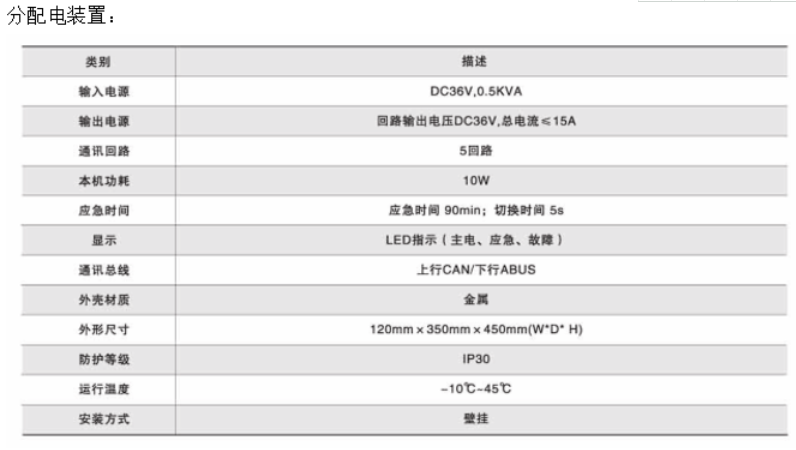 分配电装置：
类别 描述
输入电源 DC36V,0.5KVA
输出电源 回路输出电压DC36V,总电流≤15A
通讯回路 5回路
本机功耗 10W
应急时间 应急时间 90min；切换时间 5s
显示 LED指示（主电、应急、故障）
通讯总线 上行CAN/下行ABUS
外壳材质 金属
外形尺寸 120mm×350mm×450mm(W*D* H)
防护等级 IP30
运行温度 -10℃~45℃
安装方式 壁挂